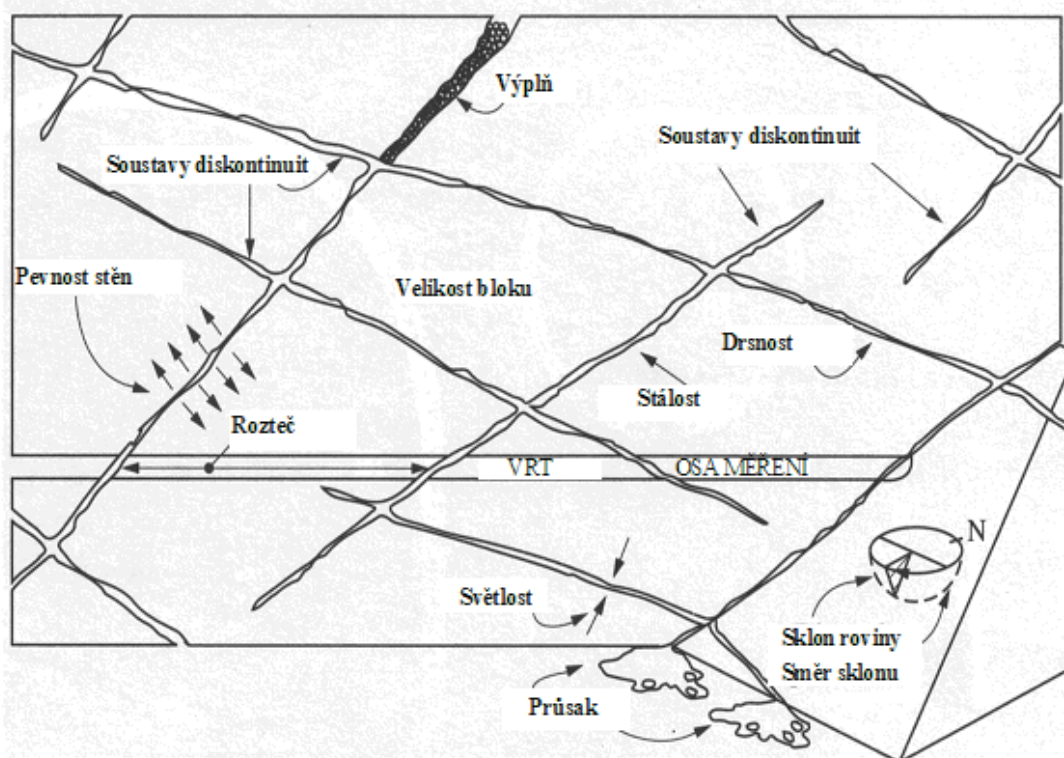 Výplň
Soustavy diskontinuit
Soustavy diskontinuit
Pevnost stěn
Velikost bloku
Drsnost
Stálost
Rozteč
VRT OSA MĚŘENÍ
N
Světlost
Sklon roviny
Směr sklonu
Průsak